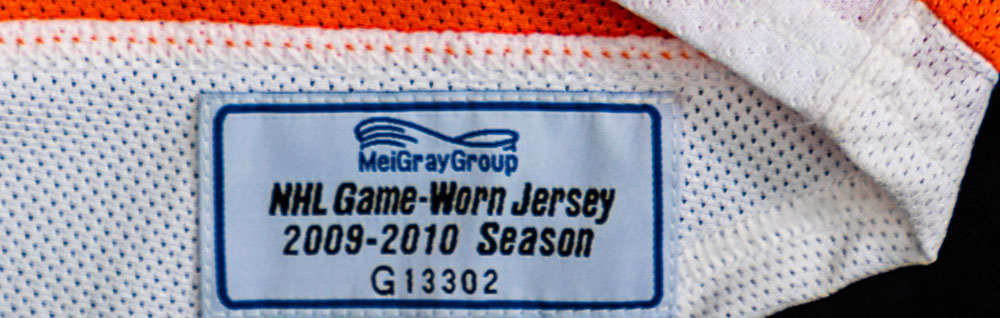 MeiGrayGroup
NHL Game-Worn Jersey
2009-2010 Season
G13302